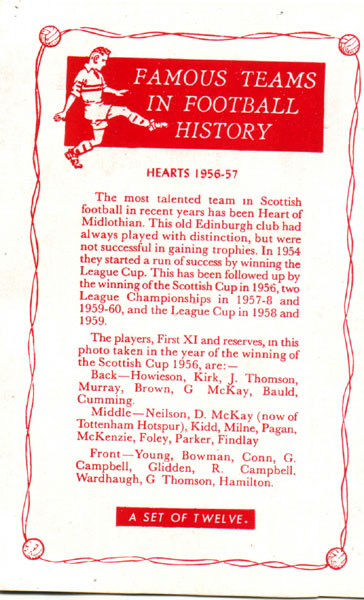 FAMOUS TEAMS
IN FOOTBALL
HISTORY
HEARTS 1956-57
The most talented team in Scottish
football in recent years has been Heart of
Midlothian. This old Edinburgh club had
always played with distinction, but were
not successful in gaining trophies. In 1954
they started a run of success by winning the
League Cup. This has been followed up by
the winning of the Scottish Cup in 1956, two
League Championships in 1957-8 and
1959-60, and the League Cup in 1958 and
1959.
The players, First XI and reserves, in this
photo taken in the year of the winning of
the Scottish Cup 1956, are:—
Back—Howieson, Kirk, J. Thomson,
Murray, Brown, G McKay, Bauld,
Cumming.
Middle—Neilson, D. McKay (now of
Tottenham Hotspur), Kidd, Milne, Pagan,
McKenzie, Foley, Parker, Findlay
Front—Young, Bowman, Conn, G.
Campbell, Glidden, R. Campbell.
Wardhaugh, G Thomson, Hamilton.
A SET OF TWELVE.